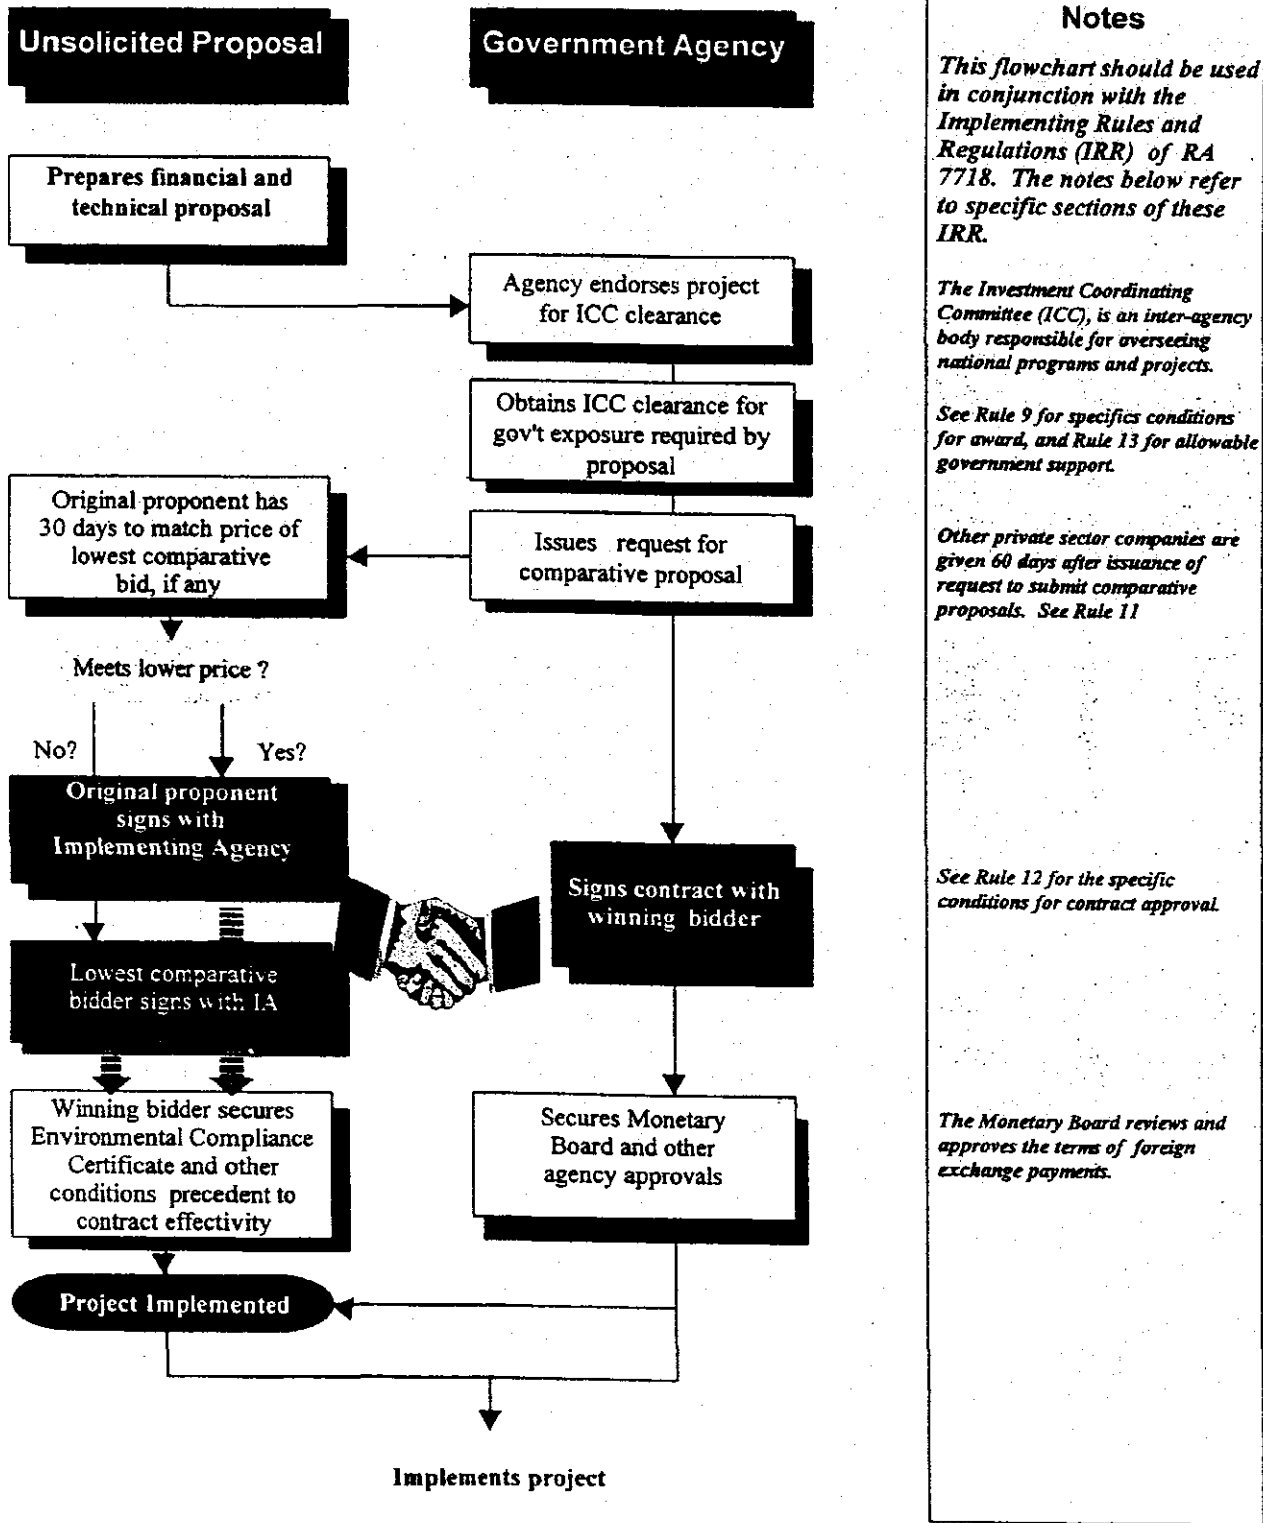 Unsolicited Proposal
Government Agency
Prepares financial and
technical proposal
Agency endorses project
for ICC clearance
Obtains ICC clearance for
gov't exposure required by
proposal
Original proponent has
30 days to match price of
lowest comparative
bid, if any
Issues request for
comparative proposal
Meets lower price ?
No?
Yes?
Original proponent
signs with
Implementing Agency
Signs contract with
winning bidder
Lowest comparative
bidder signs with IA
Winning bidder secures
Environmental Compliance
Certificate and other
conditions precedent to
contract effectivity
Secures Monetary
Board and other
agency approvals
Project Implemented
Implements project
Notes
This flowchart should be used
in conjunction with the
Implementing Rules and
Regulations (IRR) of RA
7718. The notes below refer
to specific sections of these
IRR.
The Investment Coordinating
Committee (ICC), is an inter-agency
body responsible for overseeing
national programs and projects.
See Rule 9 for specifics conditions
for award, and Rule 13 for allowable
government support.
Other private sector companies are
given 60 days after issuance of
request to submit comparative
proposals. See Rule 11
See Rule 12 for the specific
conditions for contract approval.
The Monetary Board reviews and
approves the terms of foreign
exchange payments.